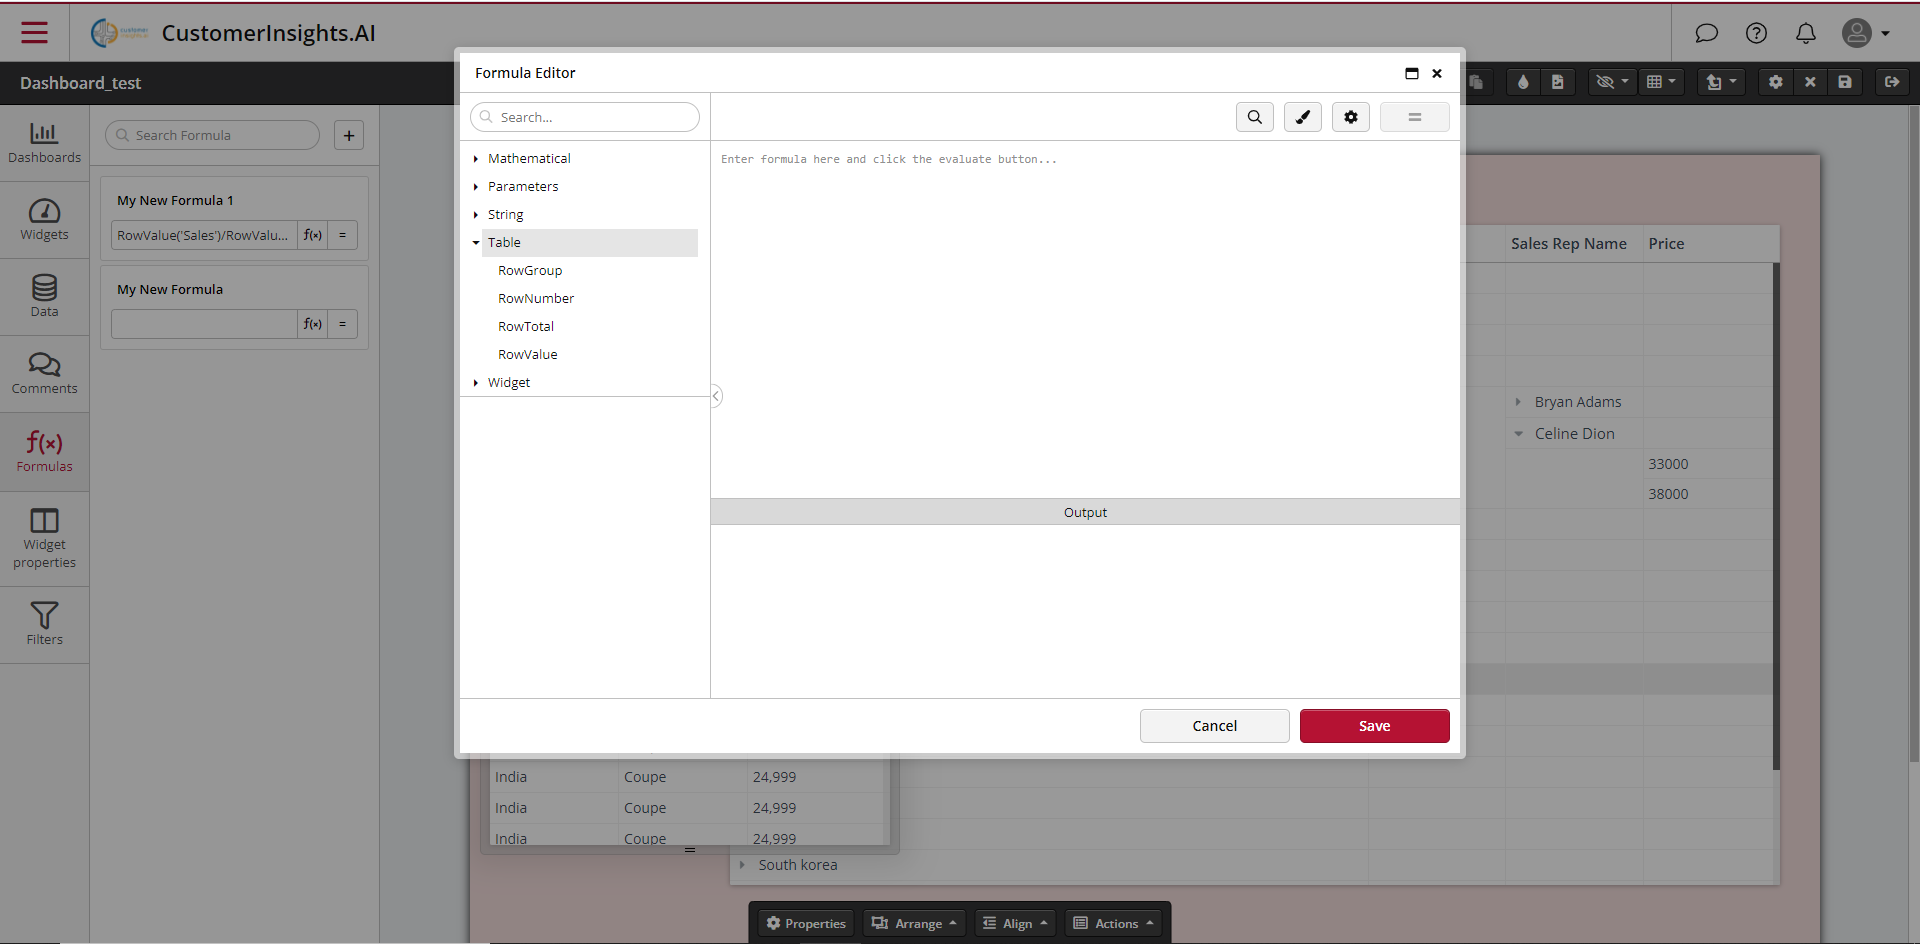 customer
insights.ai
CustomerInsights.AI
Dashboard_test
Dashboards
Widgets
Data
Comments
f(x)
Formulas
Widget
properties
Filters
Search Formula
+
My New Formula 1
RowValue('Sales')/RowValu...
f(x)
=
My New Formula
f(x)
=
Formula Editor
Search...
Mathematical
Parameters
String
Table
RowGroup
RowNumber
RowTotal
RowValue
Widget
=
Enter formula here and click the evaluate button...
Output
Cancel
Save
Sales Rep Name Price
Bryan Adams
Celine Dion
33000
38000
India Coupe 24,999
India Coupe 24,999
India Coupe 24,999
South korea
Properties Arrange Align Actions